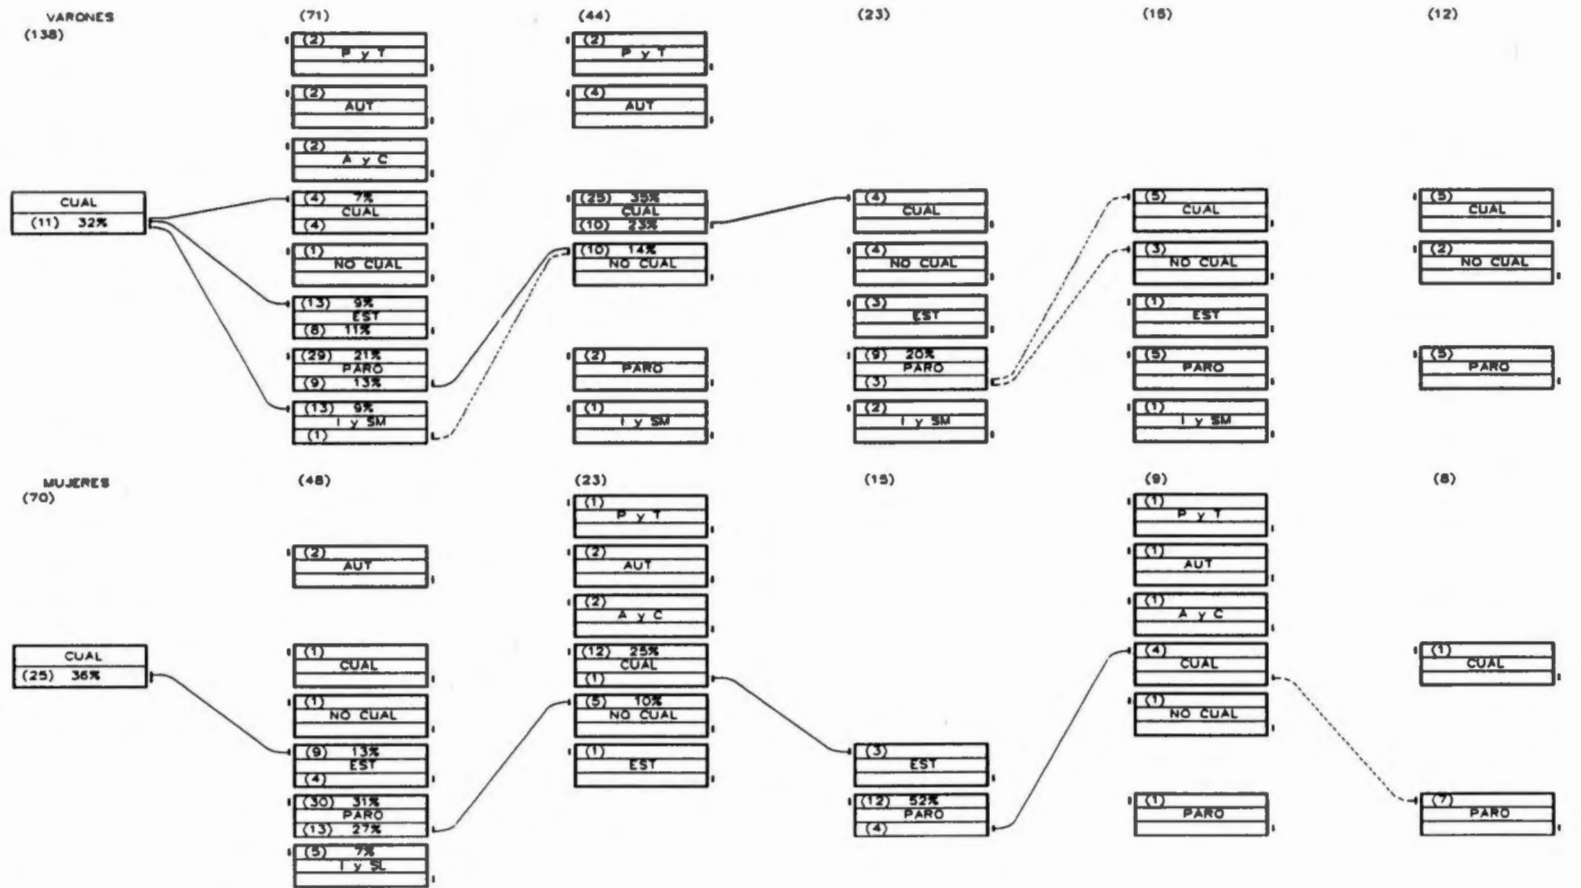 VARONES
(138)
CUAL
(11) 32%
(71)
(2)
P y T
(2)
AUT
(2)
A y C
(4) 7%
CUAL
(4)
(1)
NO CUAL
(13) 9%
EST
(8) 11%
(29) 21%
PARO
(9) 13%
(13) 9%
I y SM
(1)
(44)
(2)
P y T
(4)
AUT
(25) 35%
CUAL
(10) 23%
(10) 14%
NO CUAL
(2)
PARO
(1)
I y SM
(23)
(4)
CUAL
(4)
NO CUAL
(3)
EST
(9) 20%
PARO
(3)
(2)
I y SM
(15)
(5)
CUAL
(3)
NO CUAL
(1)
EST
(5)
PARO
(1)
I y SM
(12)
(5)
CUAL
(2)
NO CUAL
(5)
PARO
MUJERES
(70)
CUAL
(25) 36%
(48)
(2)
AUT
(1)
CUAL
(1)
NO CUAL
(9) 13%
EST
(4)
(30) 31%
PARO
(13) 27%
(5) 7%
I y SL
(23)
(1)
P y T
(2)
AUT
(2)
A y C
(12) 25%
CUAL
(1)
(5) 10%
NO CUAL
(1)
EST
(15)
(3)
EST
(12) 52%
PARO
(4)
(9)
(1)
P y T
(1)
AUT
(1)
A y C
(4)
CUAL
(1)
NO CUAL
(1)
PARO
(8)
(1)
CUAL
(7)
PARO